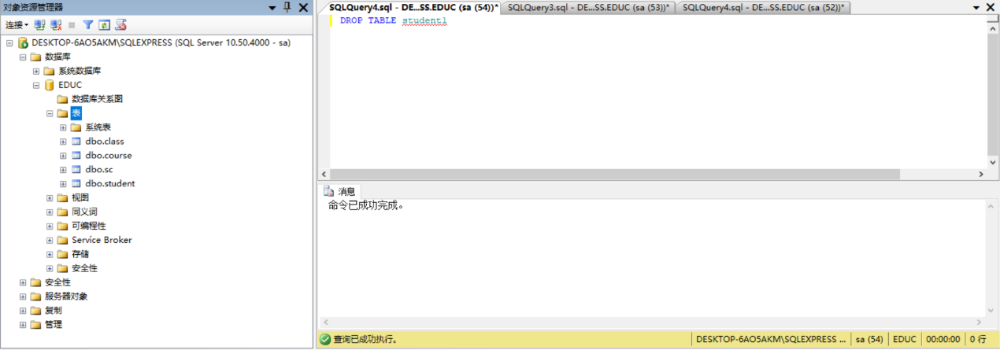 对象资源管理器
连接
DESKTOP-6AO5AKM\SQLEXPRESS (SQL Server 10.50.4000 - sa)
数据库
系统数据库
EDUC
数据库关系图
表
系统表
dbo.class
dbo.course
dbo.sc
dbo.student
视图
同义词
可编程性
Service Broker
存储
安全性
安全性
服务器对象
复制
管理
SQLQuery4.sql - DE...SS.EDUC (sa (54))* SQLQuery3.sql - DE...SS.EDUC (sa (53))* SQLQuery4.sql - DE...SS.EDUC (sa (52))*
DROP TABLE student1
消息
命令已成功完成。
查询已成功执行。 DESKTOP-6AO5AKM\SQLEXPRESS ... sa (54) EDUC 00:00:00 0 行